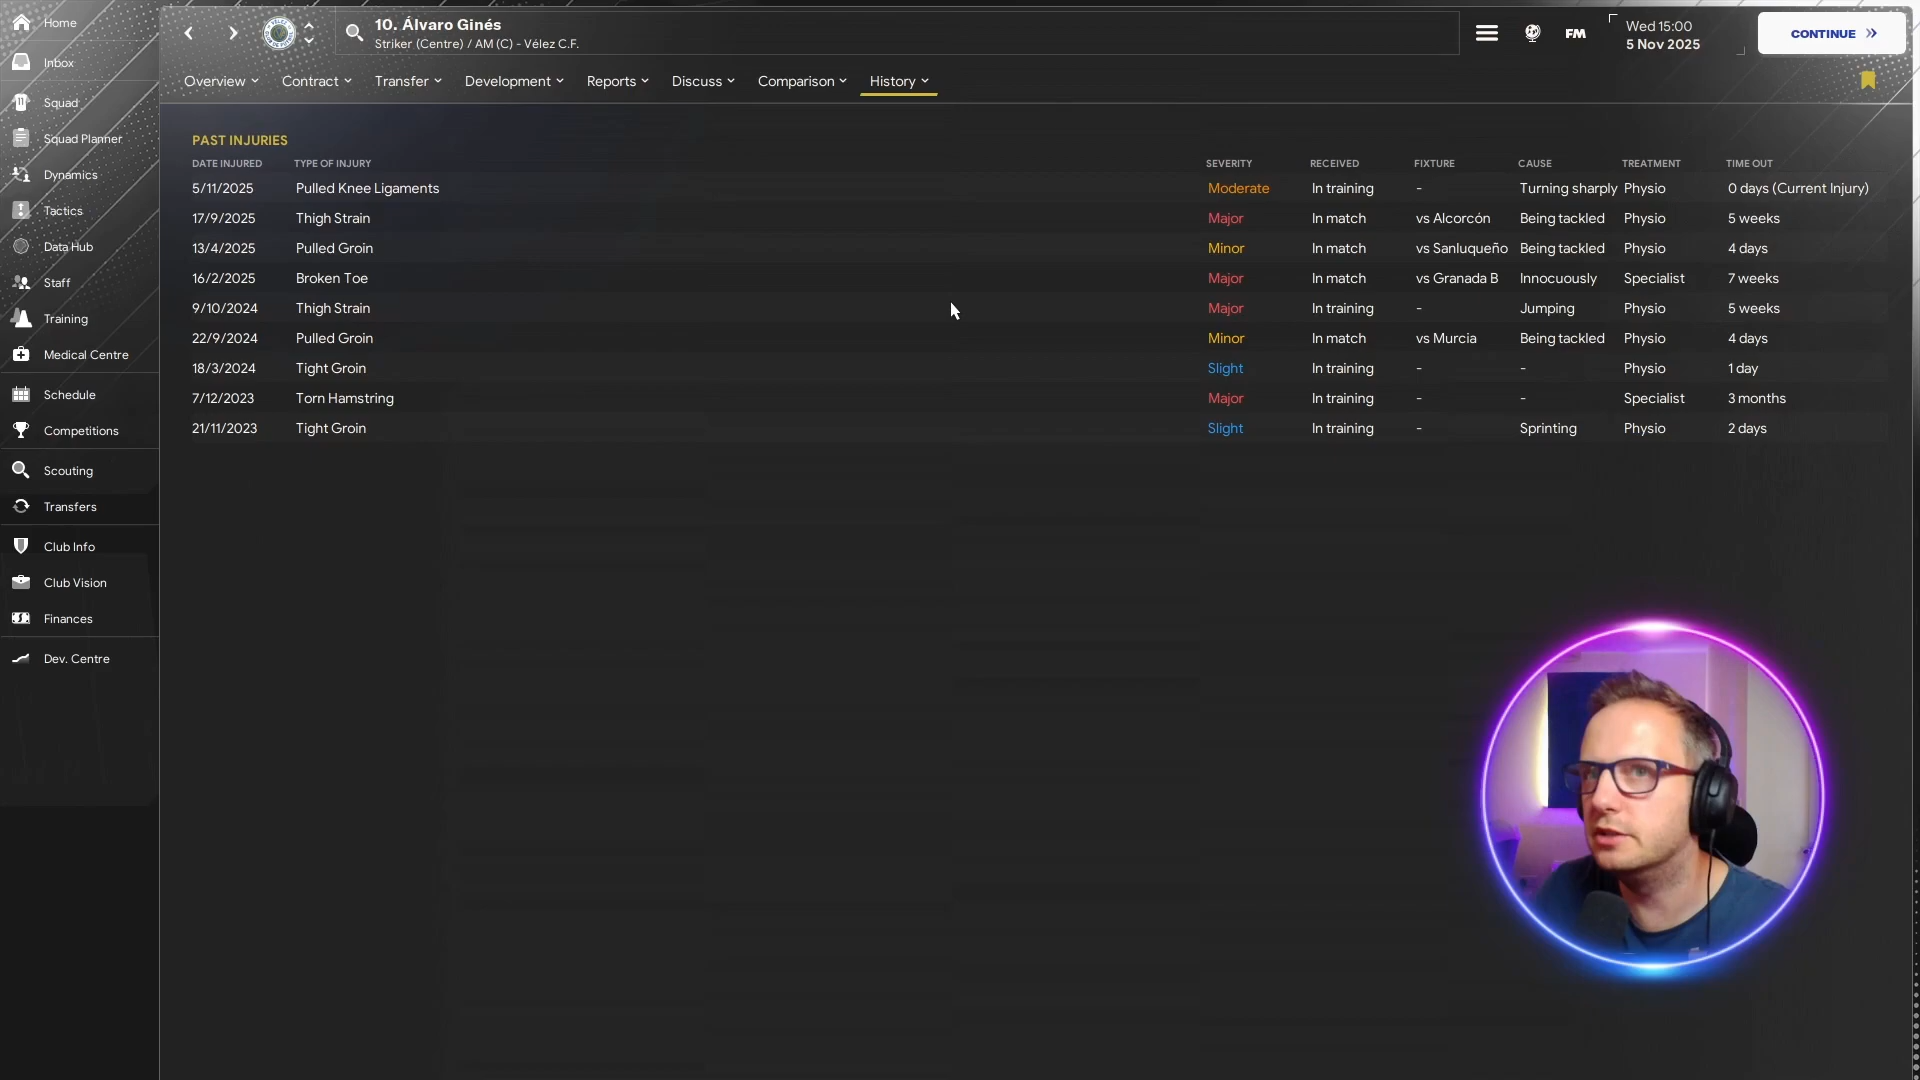 Home
Inbox
Squad
Squad Planner
Dynamics
Tactics
Data Hub
Staff
Training
Medical Centre
Schedule
Competitions
Scouting
Transfers
Club Info
Club Vision
Finances
Dev. Centre
10. Álvaro Ginés
Striker (Centre) / AM (C) - Vélez C.F.
FM
Wed 15:00
5 Nov 2025
CONTINUE
Overview Contract Transfer Development Reports Discuss Comparison History
PAST INJURIES
DATE INJURED TYPE OF INJURY SEVERITY RECEIVED FIXTURE CAUSE TREATMENT TIME OUT
5/11/2025 Pulled Knee Ligaments Moderate In training - Turning sharply Physio 0 days (Current Injury)
17/9/2025 Thigh Strain Major In match vs Alcorcón Being tackled Physio 5 weeks
13/4/2025 Pulled Groin Minor In match vs Sanluqueño Being tackled Physio 4 days
16/2/2025 Broken Toe Major In match vs Granada B Innocuously Specialist 7 weeks
9/10/2024 Thigh Strain Major In training - Jumping Physio 5 weeks
22/9/2024 Pulled Groin Minor In match vs Murcia Being tackled Physio 4 days
18/3/2024 Tight Groin Slight In training - - Physio 1 day
7/12/2023 Torn Hamstring Major In training - - Specialist 3 months
21/11/2023 Tight Groin Slight In training - Sprinting Physio 2 days